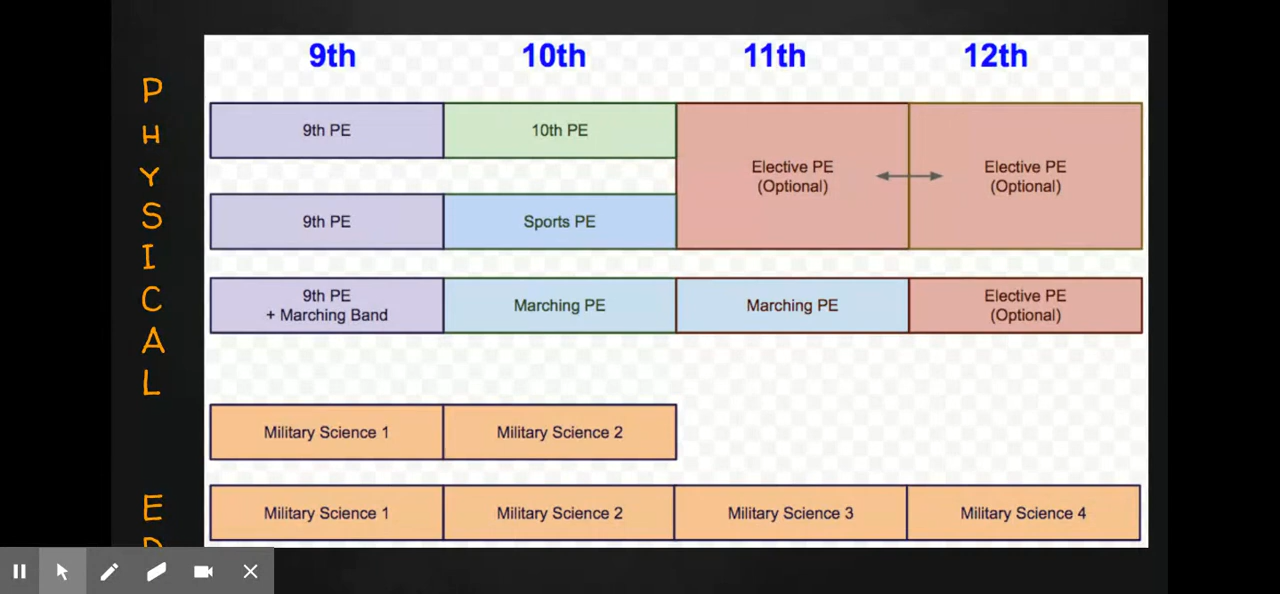 PHYSICAL ED
9th 10th 11th 12th
9th PE 10th PE
Elective PE
(Optional)
Elective PE
(Optional)
9th PE Sports PE
9th PE
+ Marching Band
Marching PE Marching PE
Elective PE
(Optional)
Military Science 1 Military Science 2
Military Science 1 Military Science 2 Military Science 3 Military Science 4